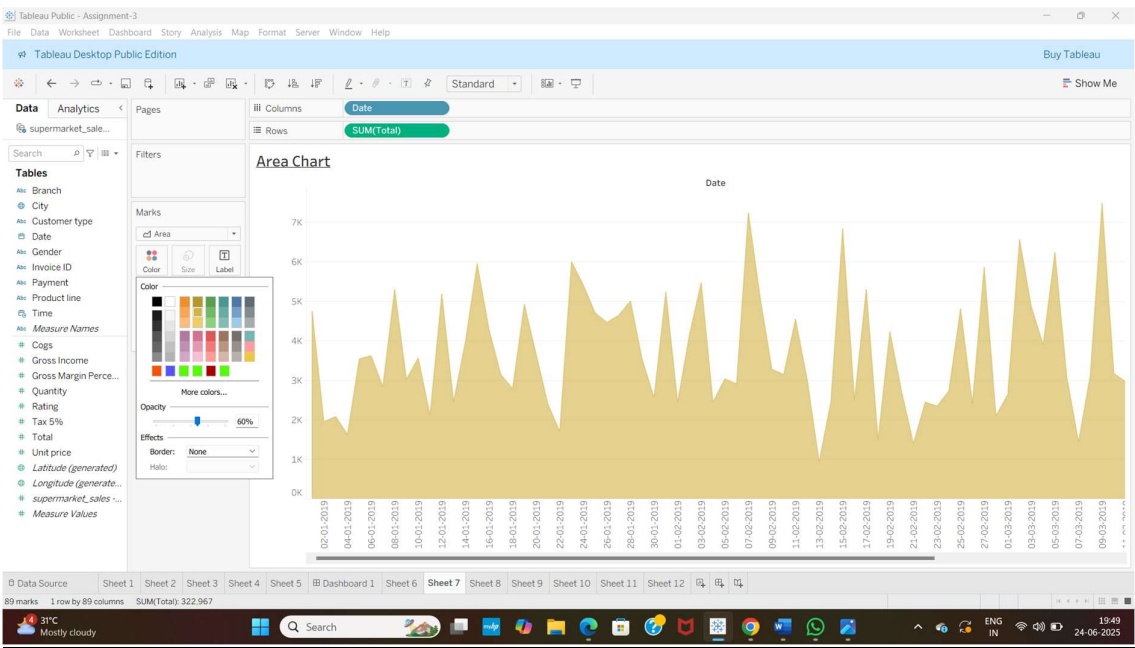 Tableau Public - Assignment-3
File Data Worksheet Dashboard Story Analysis Map Format Server Window Help
Tableau Desktop Public Edition
Buy Tableau
Standard
Show Me
Data Analytics
supermarket_sale...
Search
Tables
Abc Branch
City
Abc Customer type
Date
Abc Gender
Abc Invoice ID
Abc Payment
Abc Product line
Time
Abc Measure Names
# Cogs
# Gross Income
# Gross Margin Perce...
# Quantity
# Rating
# Tax 5%
# Total
# Unit price
Latitude (generated)
Longitude (generate...
# supermarket_sales -...
# Measure Values
Pages
Filters
Marks
Area
Color Size Label
Color
More colors...
Opacity
60%
Effects
Border: None
Halo:
Columns Date
Rows SUM(Total)
Area Chart
Date
7K
6K
5K
4K
3K
2K
1K
0K
02-01-2019
04-01-2019
06-01-2019
08-01-2019
10-01-2019
12-01-2019
14-01-2019
16-01-2019
18-01-2019
20-01-2019
22-01-2019
24-01-2019
26-01-2019
28-01-2019
30-01-2019
01-02-2019
03-02-2019
05-02-2019
07-02-2019
09-02-2019
11-02-2019
13-02-2019
15-02-2019
17-02-2019
19-02-2019
21-02-2019
23-02-2019
25-02-2019
27-02-2019
01-03-2019
03-03-2019
05-03-2019
07-03-2019
09-03-2019
Data Source Sheet 1 Sheet 2 Sheet 3 Sheet 4 Sheet 5 Dashboard 1 Sheet 6 Sheet 7 Sheet 8 Sheet 9 Sheet 10 Sheet 11 Sheet 12
89 marks 1 row by 89 columns SUM(Total): 322,967
4
31°C
Mostly cloudy
Search
myhp
ENG
IN
19:49
24-06-2025